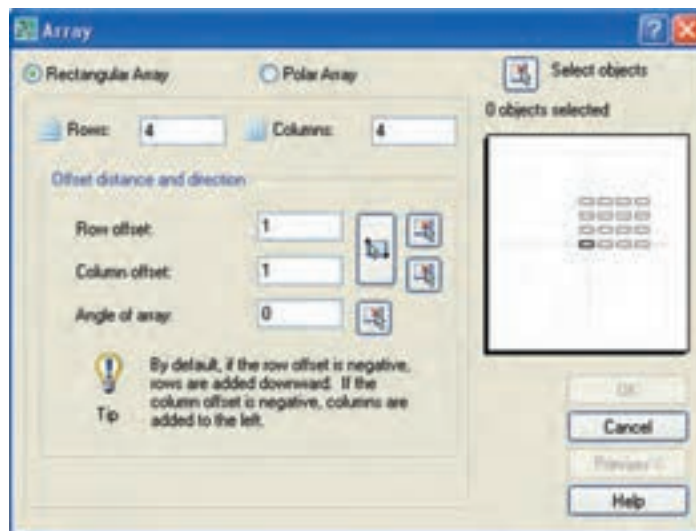 Array
Rectangular Array
Polar Array
Select objects
0 objects selected
Rows:
4
Columns:
4
Offset distance and direction
Row offset:
1
Column offset:
1
Angle of array:
0
Tip
By default, if the row offset is negative,
rows are added downward. If the
column offset is negative, columns are
added to the left.
OK
Cancel
Preview <
Help